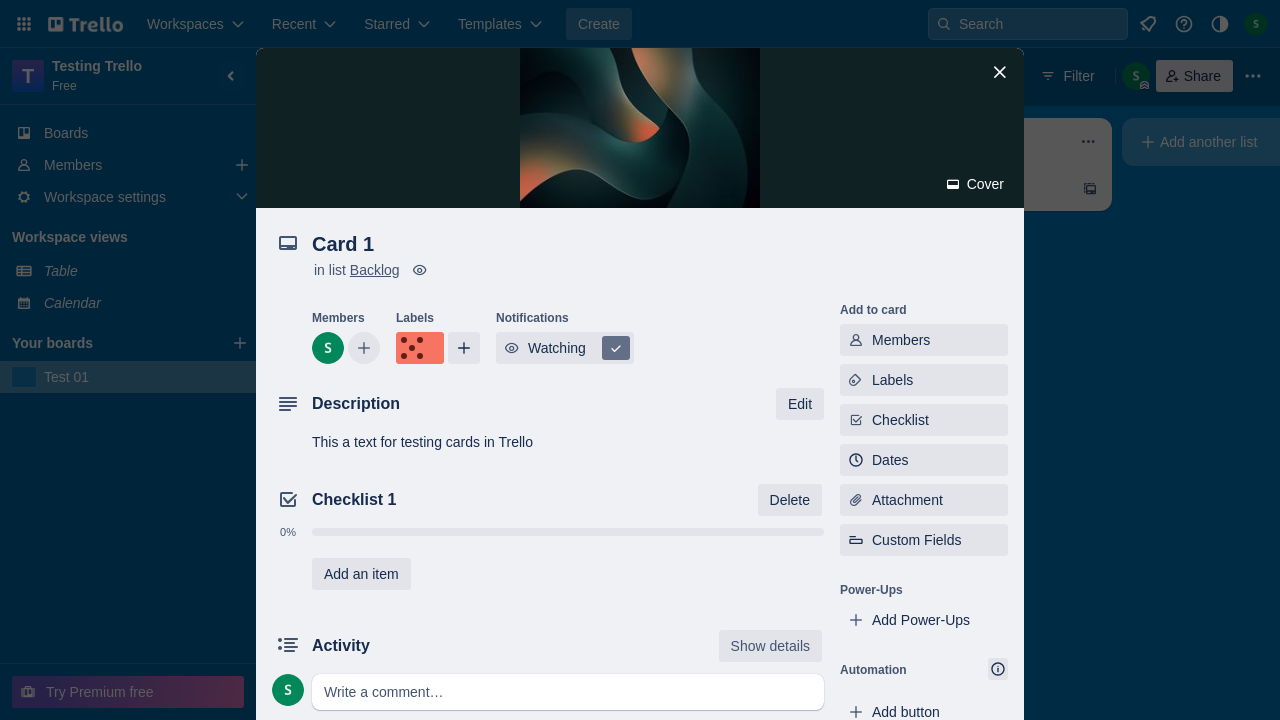 Trello
Workspaces
Recent
Starred
Templates
Create
Search
S
T
Testing Trello
Free
Filter
S
Share
Boards
Members
Workspace settings
Workspace views
Table
Calendar
Your boards
Test 01
Try Premium free
Add another list
Cover
Card 1
in list Backlog
Members
Labels
Notifications
S
Watching
Description
Edit
This a text for testing cards in Trello
Checklist 1
Delete
0%
Add an item
Activity
Show details
S
Write a comment…
Add to card
Members
Labels
Checklist
Dates
Attachment
Custom Fields
Power-Ups
Add Power-Ups
Automation
Add button